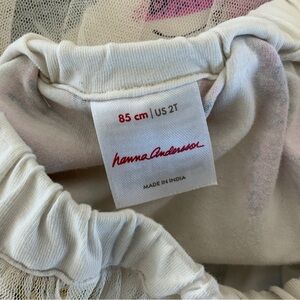 85 cm | US 2T
hanna andersson
MADE IN INDIA